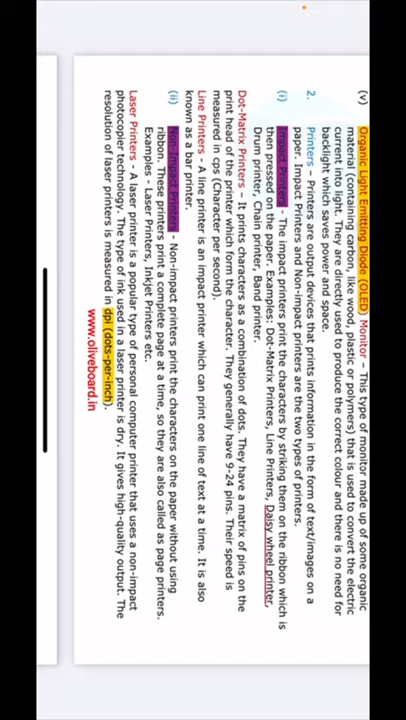 (v) Organic Light Emitting Diode (OLED) Monitor – This type of monitor made up of some organic
material (containing carbon, like wood, plastic or polymers) that is used to convert the electric
current into light. They are directly used to produce the correct colour and there is no need for
backlight which saves power and space.
2. Printers – Printers are output devices that prints information in the form of text/images on a
paper. Impact Printers and Non-impact printers are the two types of printers.
(i) Impact Printers - The impact printers print the characters by striking them on the ribbon which is
then pressed on the paper. Examples: Dot-Matrix Printers, Line Printers, Daisy wheel printer,
Drum printer, Chain printer, Band printer.
Dot-Matrix Printers – It prints characters as a combination of dots. They have a matrix of pins on the
print head of the printer which form the character. They generally have 9-24 pins. Their speed is
measured in cps (Character per second).
Line Printers - A line printer is an impact printer which can print one line of text at a time. It is also
known as a bar printer.
(ii) Non-Impact Printers - Non-impact printers print the characters on the paper without using
ribbon. These printers print a complete page at a time, so they are also called as page printers.
Examples - Laser Printers, Inkjet Printers etc.
Laser Printers - A laser printer is a popular type of personal computer printer that uses a non-impact
photocopier technology. The type of ink used in a laser printer is dry. It gives high-quality output. The
resolution of laser printers is measured in dpi (dots-per-inch).
www.oliveboard.in